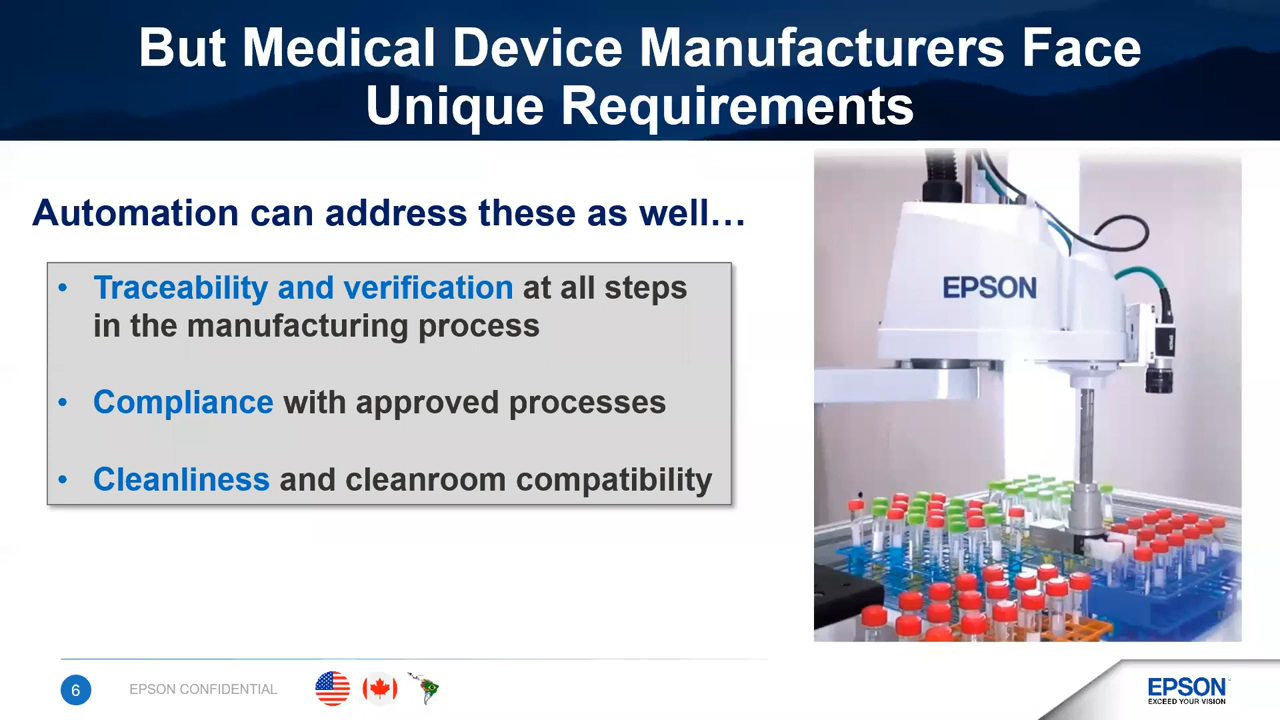 But Medical Device Manufacturers Face
Unique Requirements
Automation can address these as well…
• Traceability and verification at all steps
in the manufacturing process
• Compliance with approved processes
• Cleanliness and cleanroom compatibility
EPSON
6
EPSON CONFIDENTIAL
EPSON
EXCEED YOUR VISION